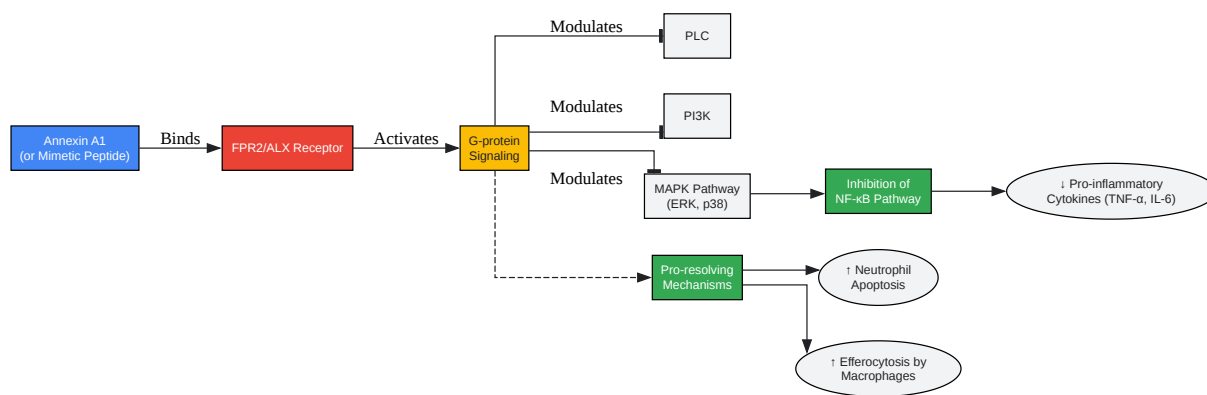 Modulates
PLC
Modulates
PI3K
Annexin A1
(or Mimetic Peptide)
Binds
FPR2/ALX Receptor
Activates
G-protein
Signaling
Modulates
MAPK Pathway
(ERK, p38)
Inhibition of
NF-κB Pathway
↓ Pro-inflammatory
Cytokines (TNF-α, IL-6)
Pro-resolving
Mechanisms
↑ Neutrophil
Apoptosis
↑ Efferocytosis by
Macrophages